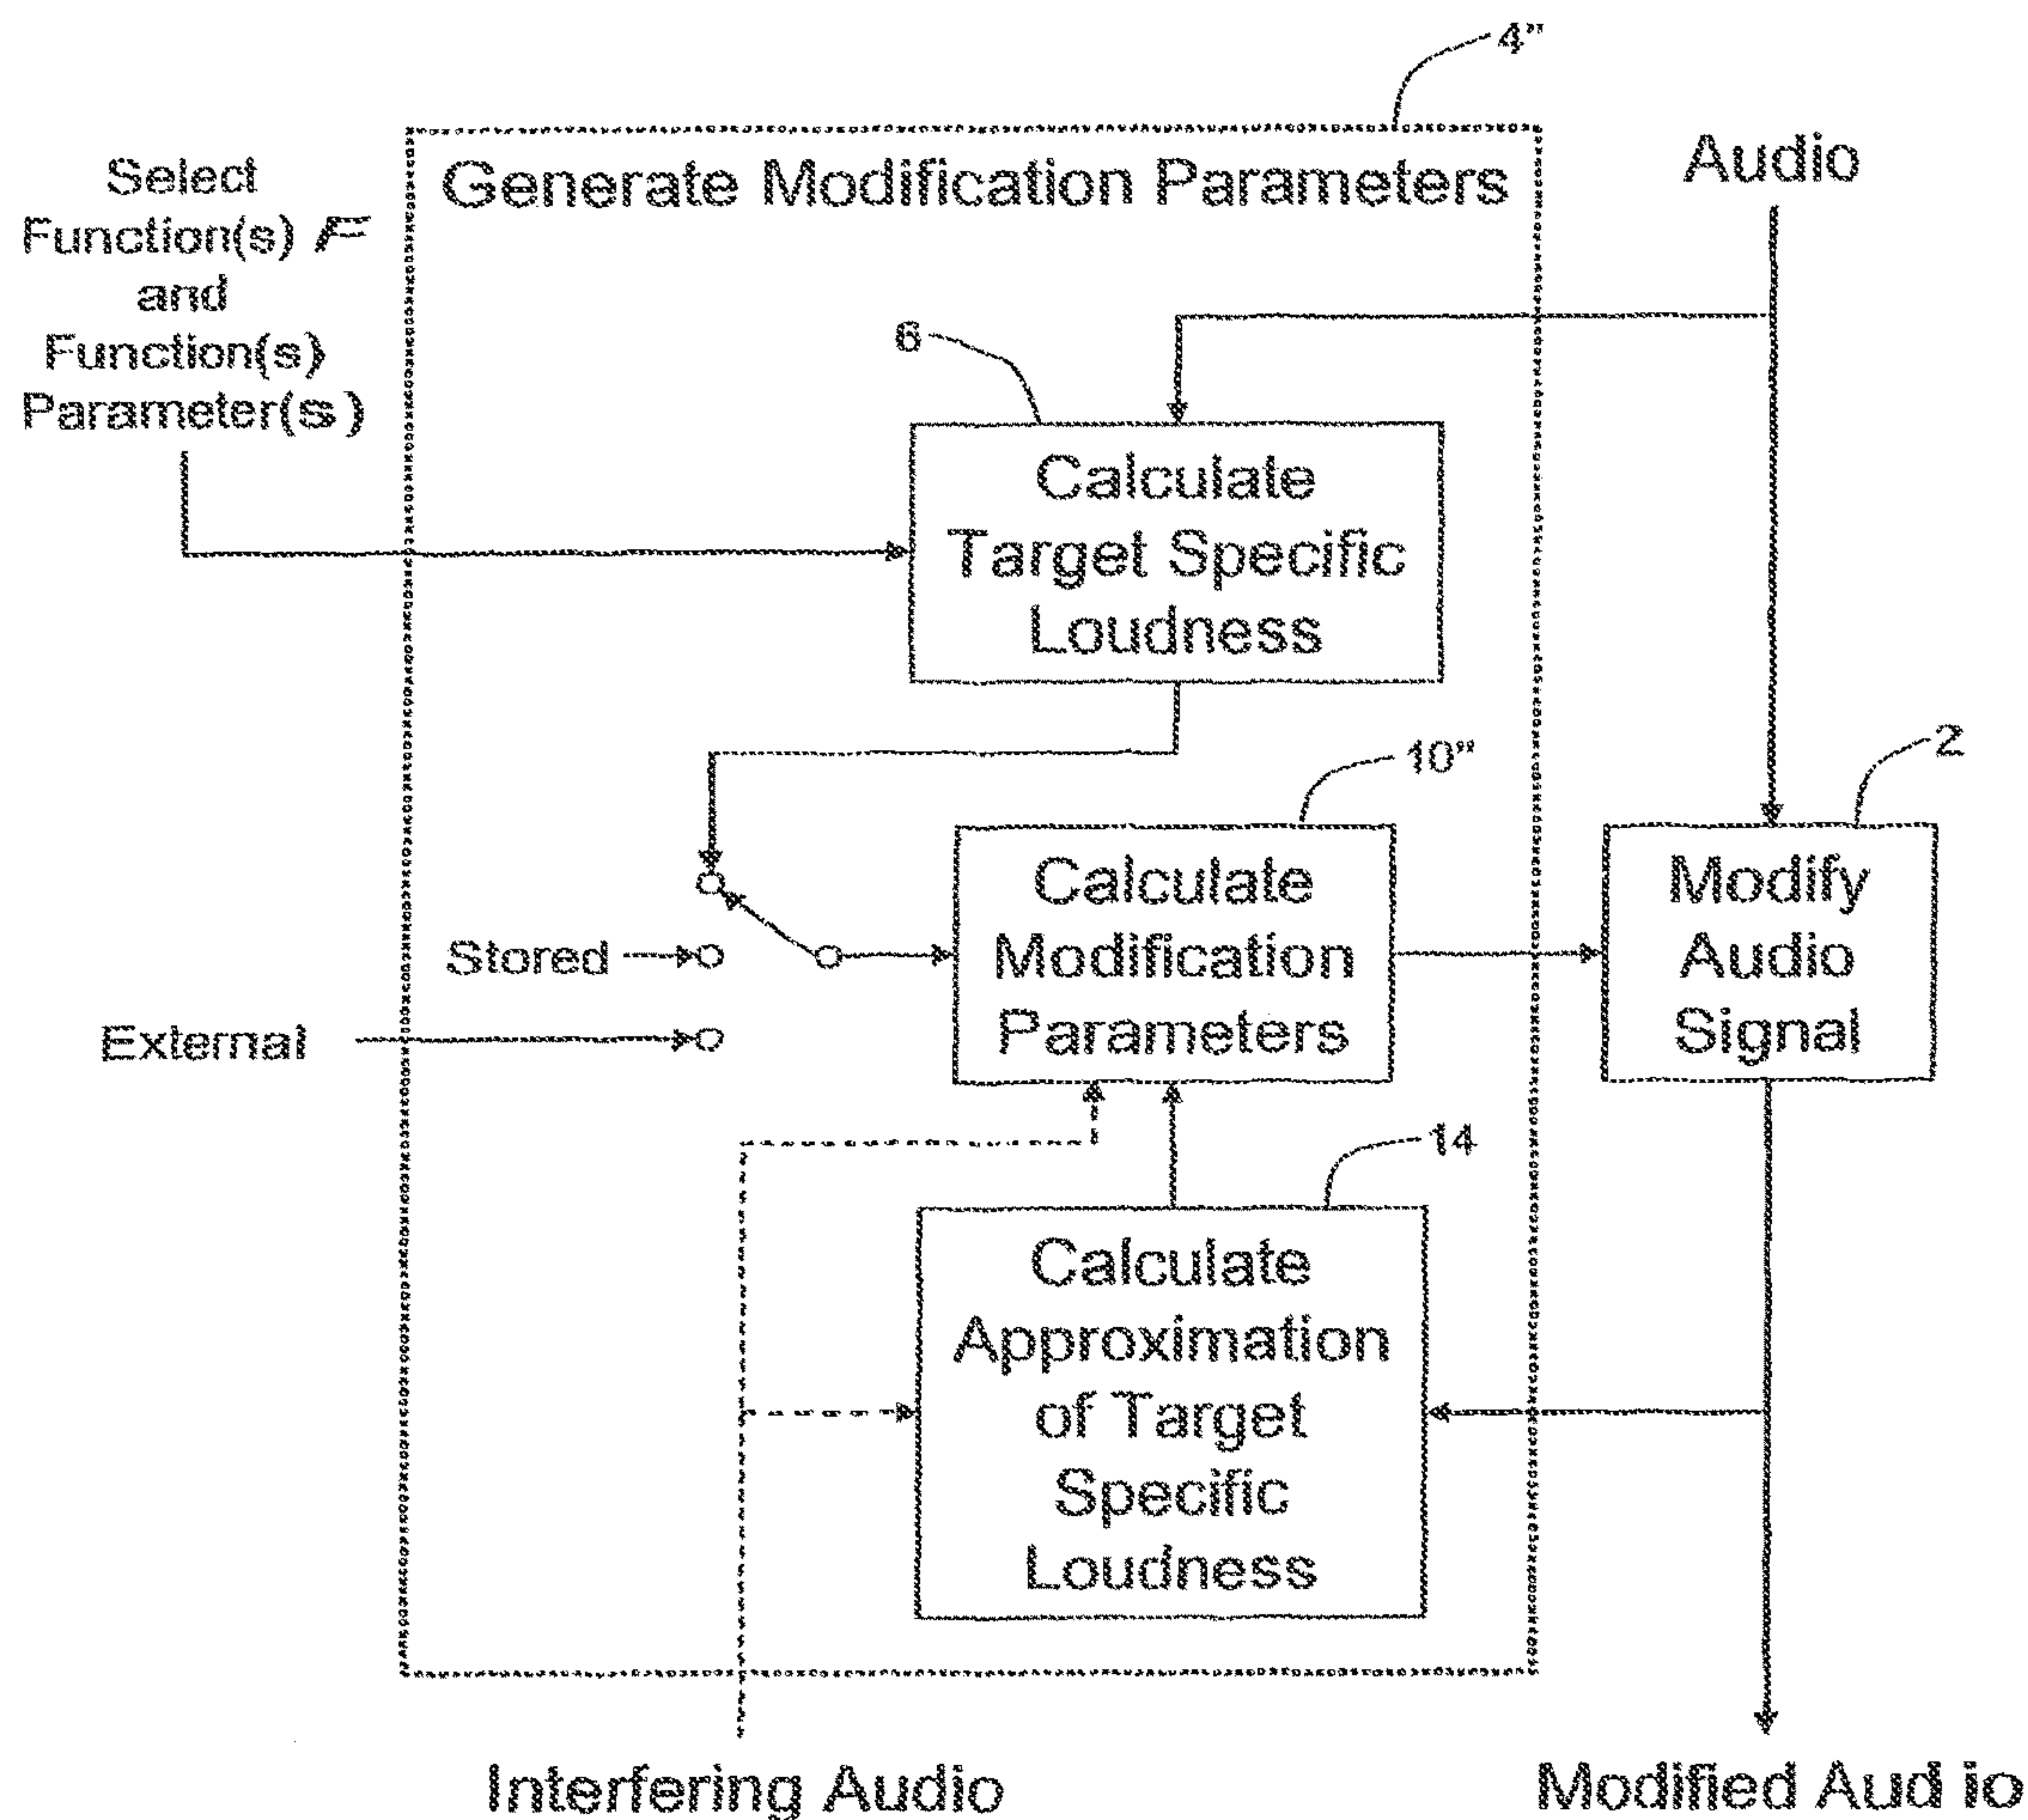 4"
Select
Function(s) F
and
Function(s)
Parameter(s)
Generate Modification Parameters
Audio
6
Calculate
Target Specific
Loudness
10"
2
Calculate
Modification
Parameters
Modify
Audio
Signal
Stored
External
14
Calculate
Approximation
of Target
Specific
Loudness
Interfering Audio
Modified Aud io